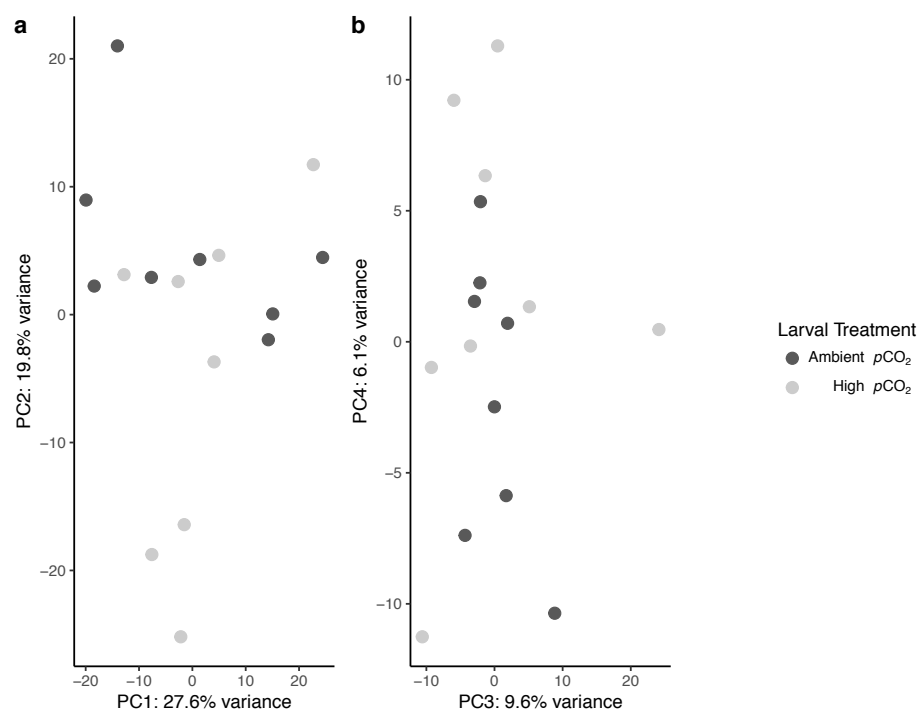 a
20
10
0
−10
−20
PC2: 19.8% variance
−20
−10
0
10
20
PC1: 27.6% variance
b
10
5
0
−5
−10
PC4: 6.1% variance
−10
0
10
20
PC3: 9.6% variance
Larval Treatment
Ambient pCO₂
High pCO₂